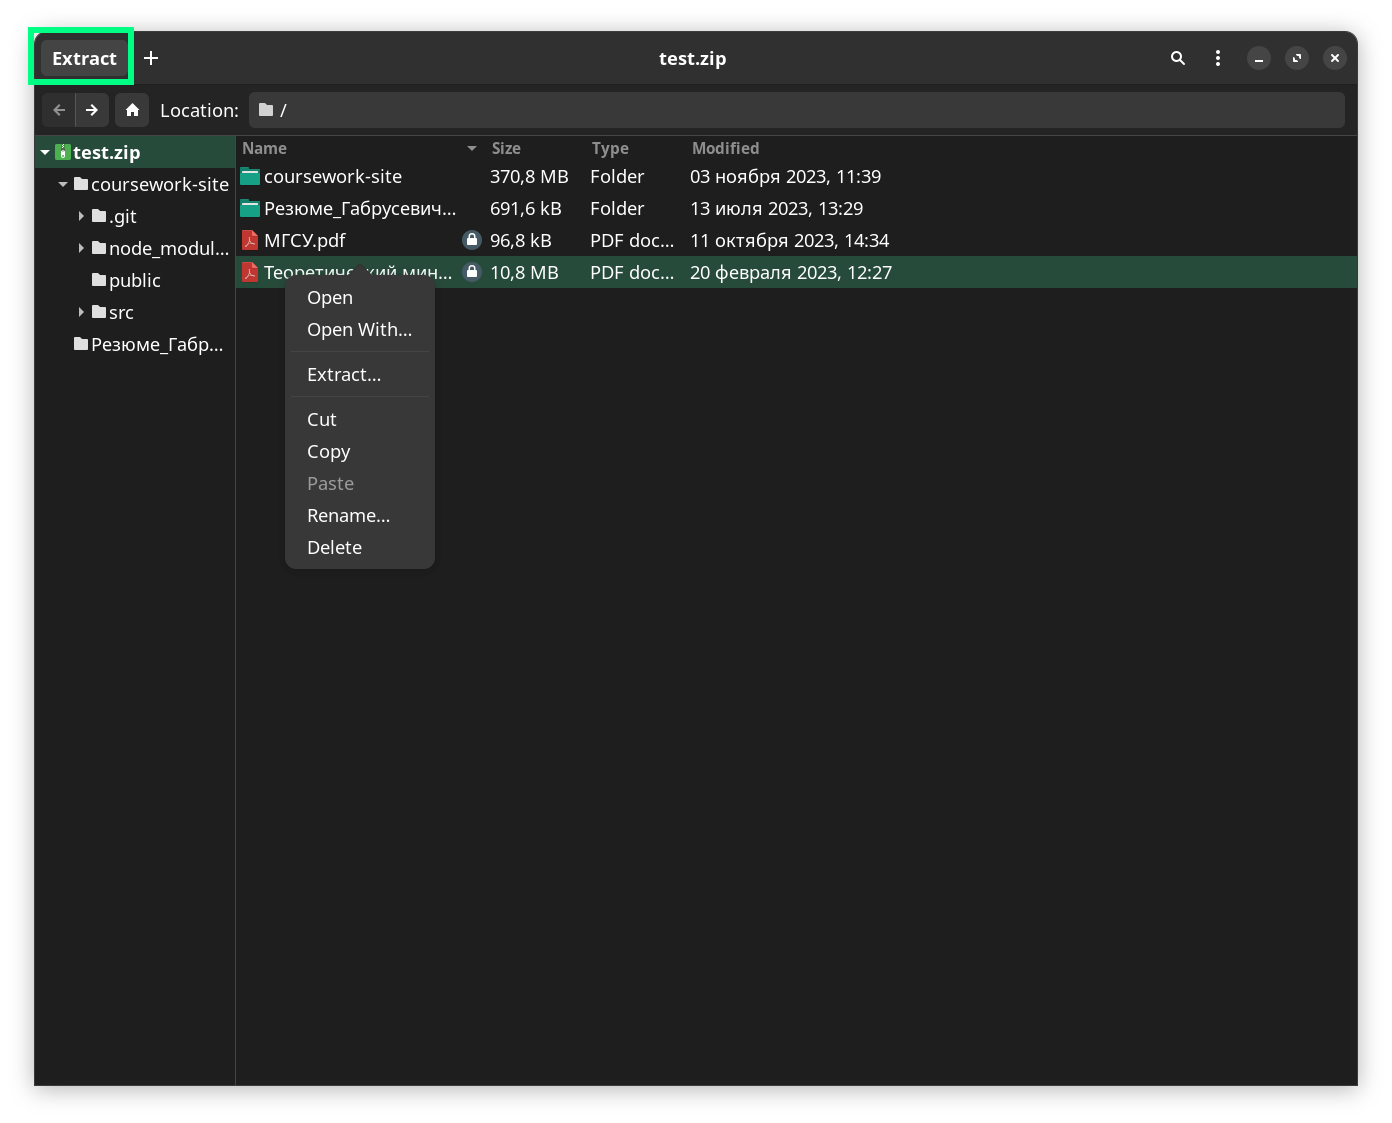 Extract
test.zip
Location: /
test.zip
coursework-site
.git
node_modul...
public
src
Резюме_Габр...
Name Size Type Modified
coursework-site 370,8 MB Folder 03 ноября 2023, 11:39
Резюме_Габрусевич... 691,6 kB Folder 13 июля 2023, 13:29
МГСУ.pdf 96,8 kB PDF doc... 11 октября 2023, 14:34
Теоретический мин... 10,8 MB PDF doc... 20 февраля 2023, 12:27
Open
Open With...
Extract...
Cut
Copy
Paste
Rename...
Delete